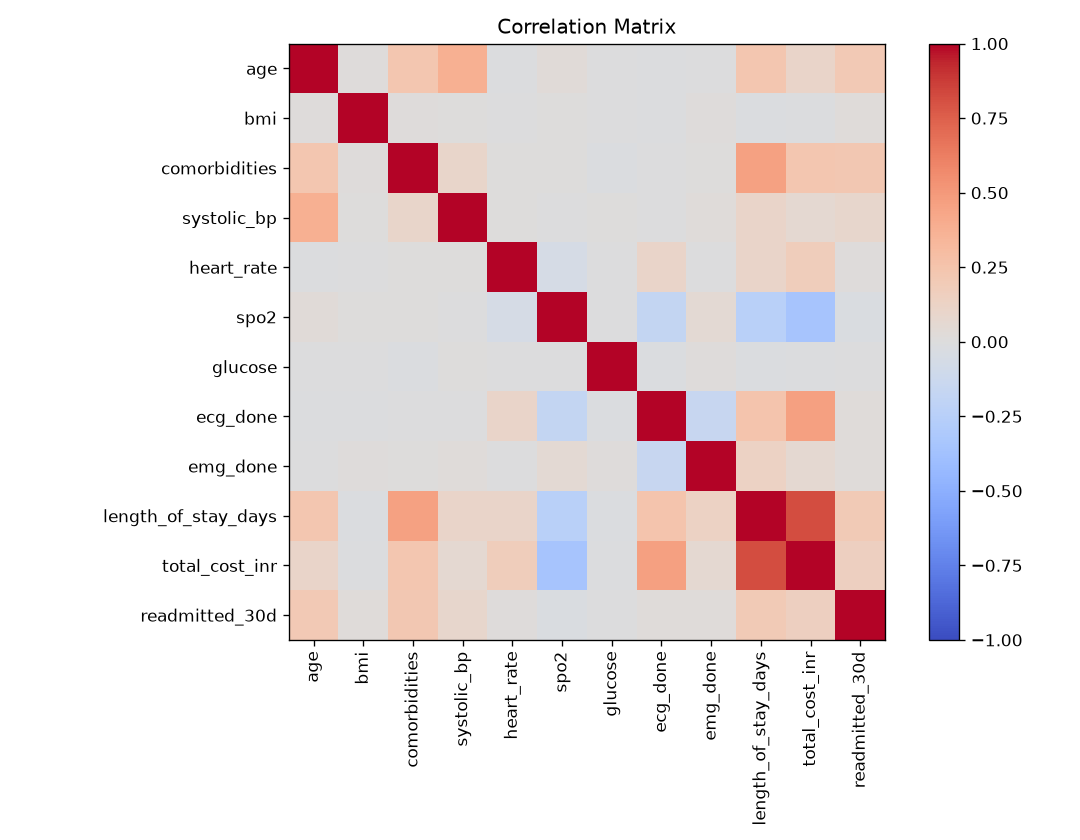 Correlation Matrix
age
bmi
comorbidities
systolic_bp
heart_rate
spo2
glucose
ecg_done
emg_done
length_of_stay_days
total_cost_inr
readmitted_30d
age
bmi
comorbidities
systolic_bp
heart_rate
spo2
glucose
ecg_done
emg_done
length_of_stay_days
total_cost_inr
readmitted_30d
1.00
0.75
0.50
0.25
0.00
−0.25
−0.50
−0.75
−1.00